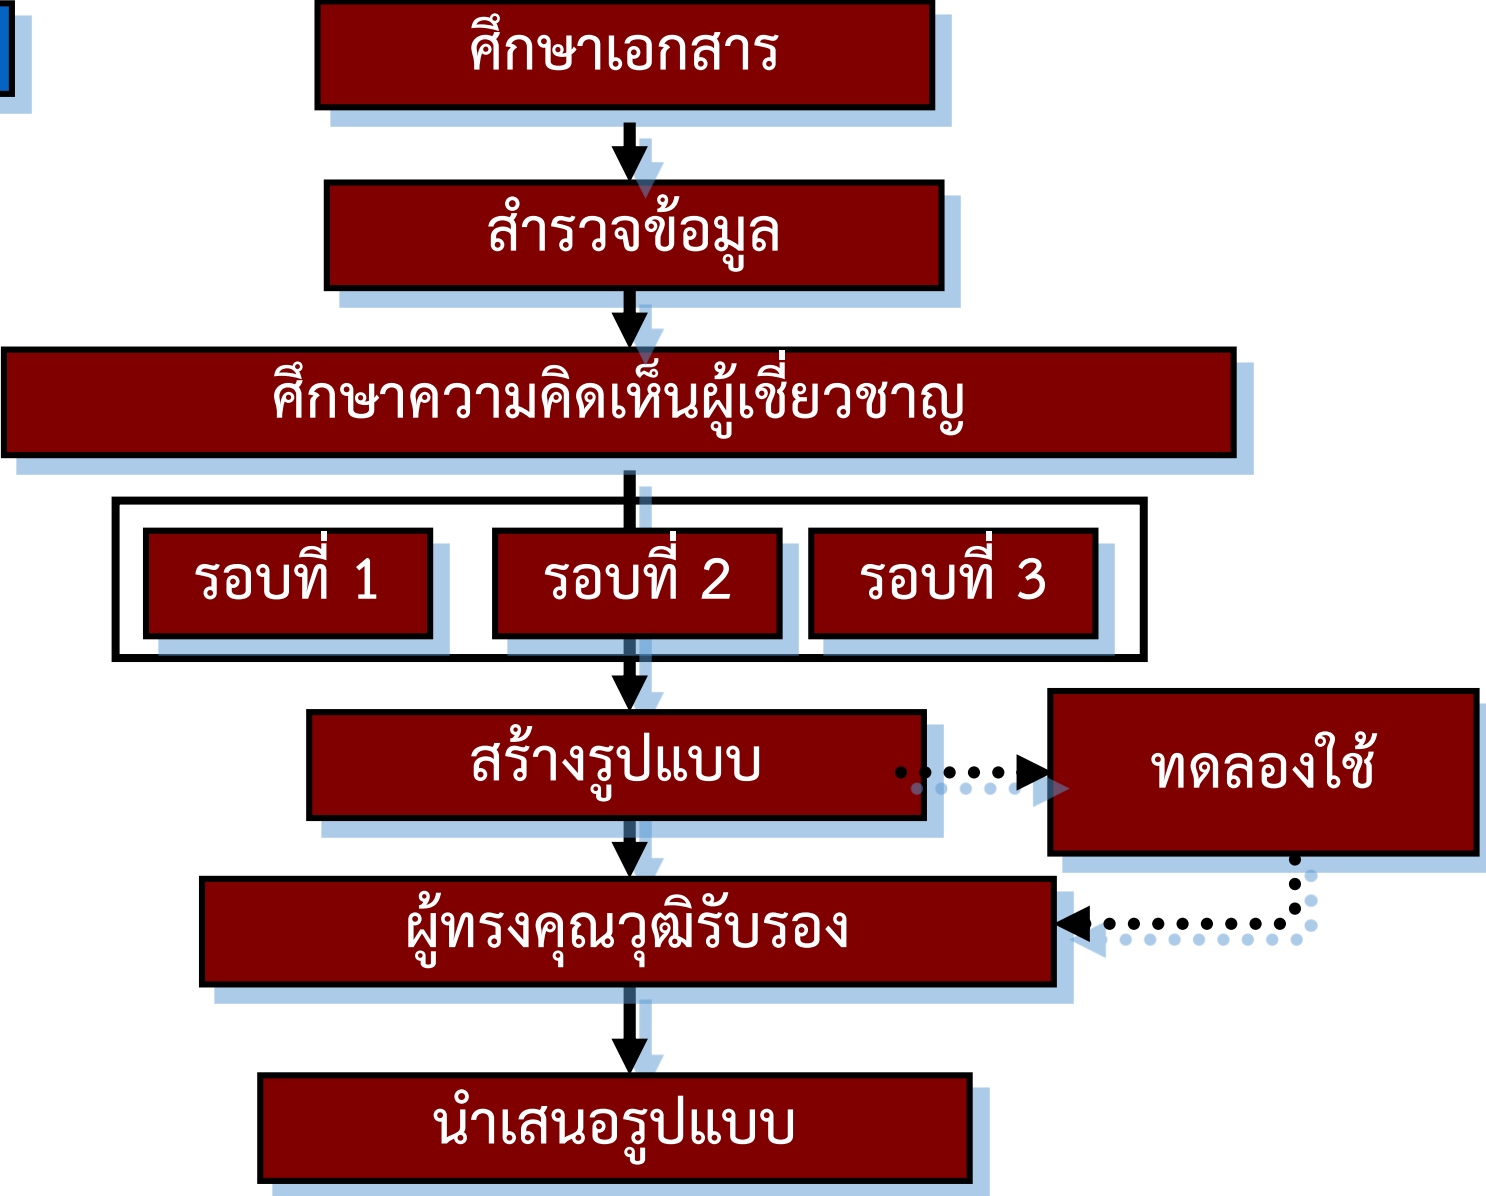 ศึกษาเอกสาร
สำรวจข้อมูล
ศึกษาความคิดเห็นผู้เชี่ยวชาญ
รอบที่ 1
รอบที่ 2
รอบที่ 3
สร้างรูปแบบ
ทดลองใช้
ผู้ทรงคุณวุฒิรับรอง
นำเสนอรูปแบบ